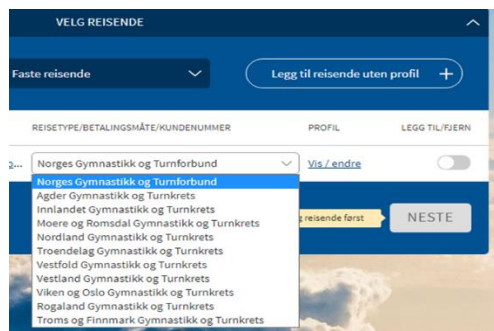 VELG REISENDE
Faste reisende
Legg til reisende uten profil +
REISETYPE/BETALINGSMÅTE/KUNDENUMMER PROFIL LEGG TIL/FJERN
Norges Gymnastikk og Turnforbund Vis / endre
Norges Gymnastikk og Turnforbund
Agder Gymnastikk og Turnkrets
Innlandet Gymnastikk og Turnkrets
Moere og Romsdal Gymnastikk og Turnkrets
Nordland Gymnastikk og Turnkrets
reisende først NESTE
Troendelag Gymnastikk og Turnkrets
Vestfold Gymnastikk og Turnkrets
Vestland Gymnastikk og Turnkrets
Viken og Oslo Gymnastikk og Turnkrets
Rogaland Gymnastikk og Turnkrets
Troms og Finnmark Gymnastikk og Turnkrets